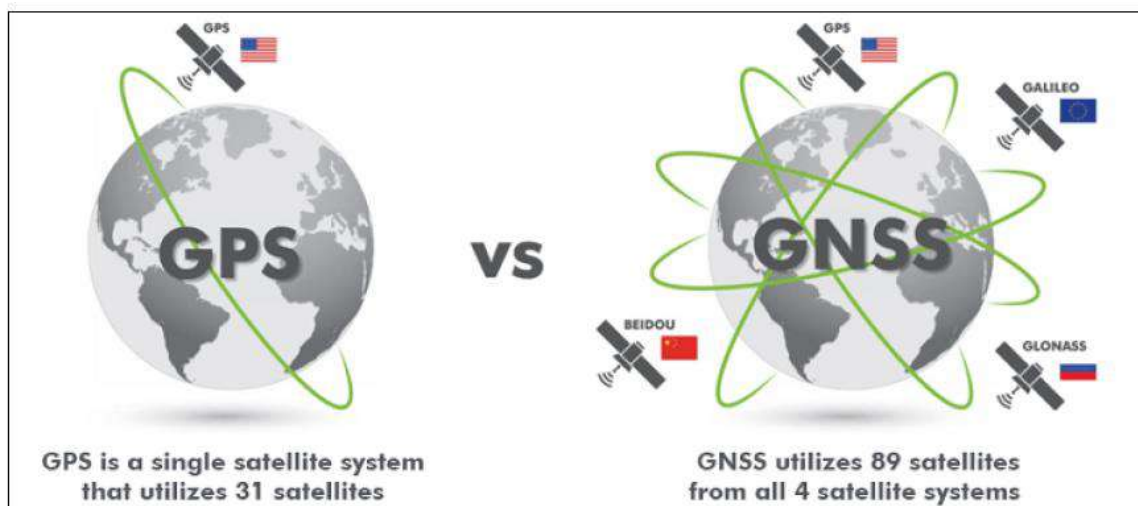 GPS
GPS
GPS is a single satellite system
that utilizes 31 satellites
vs
GPS
GALILEO
GNSS
BEIDOU
GLONASS
GNSS utilizes 89 satellites
from all 4 satellite systems